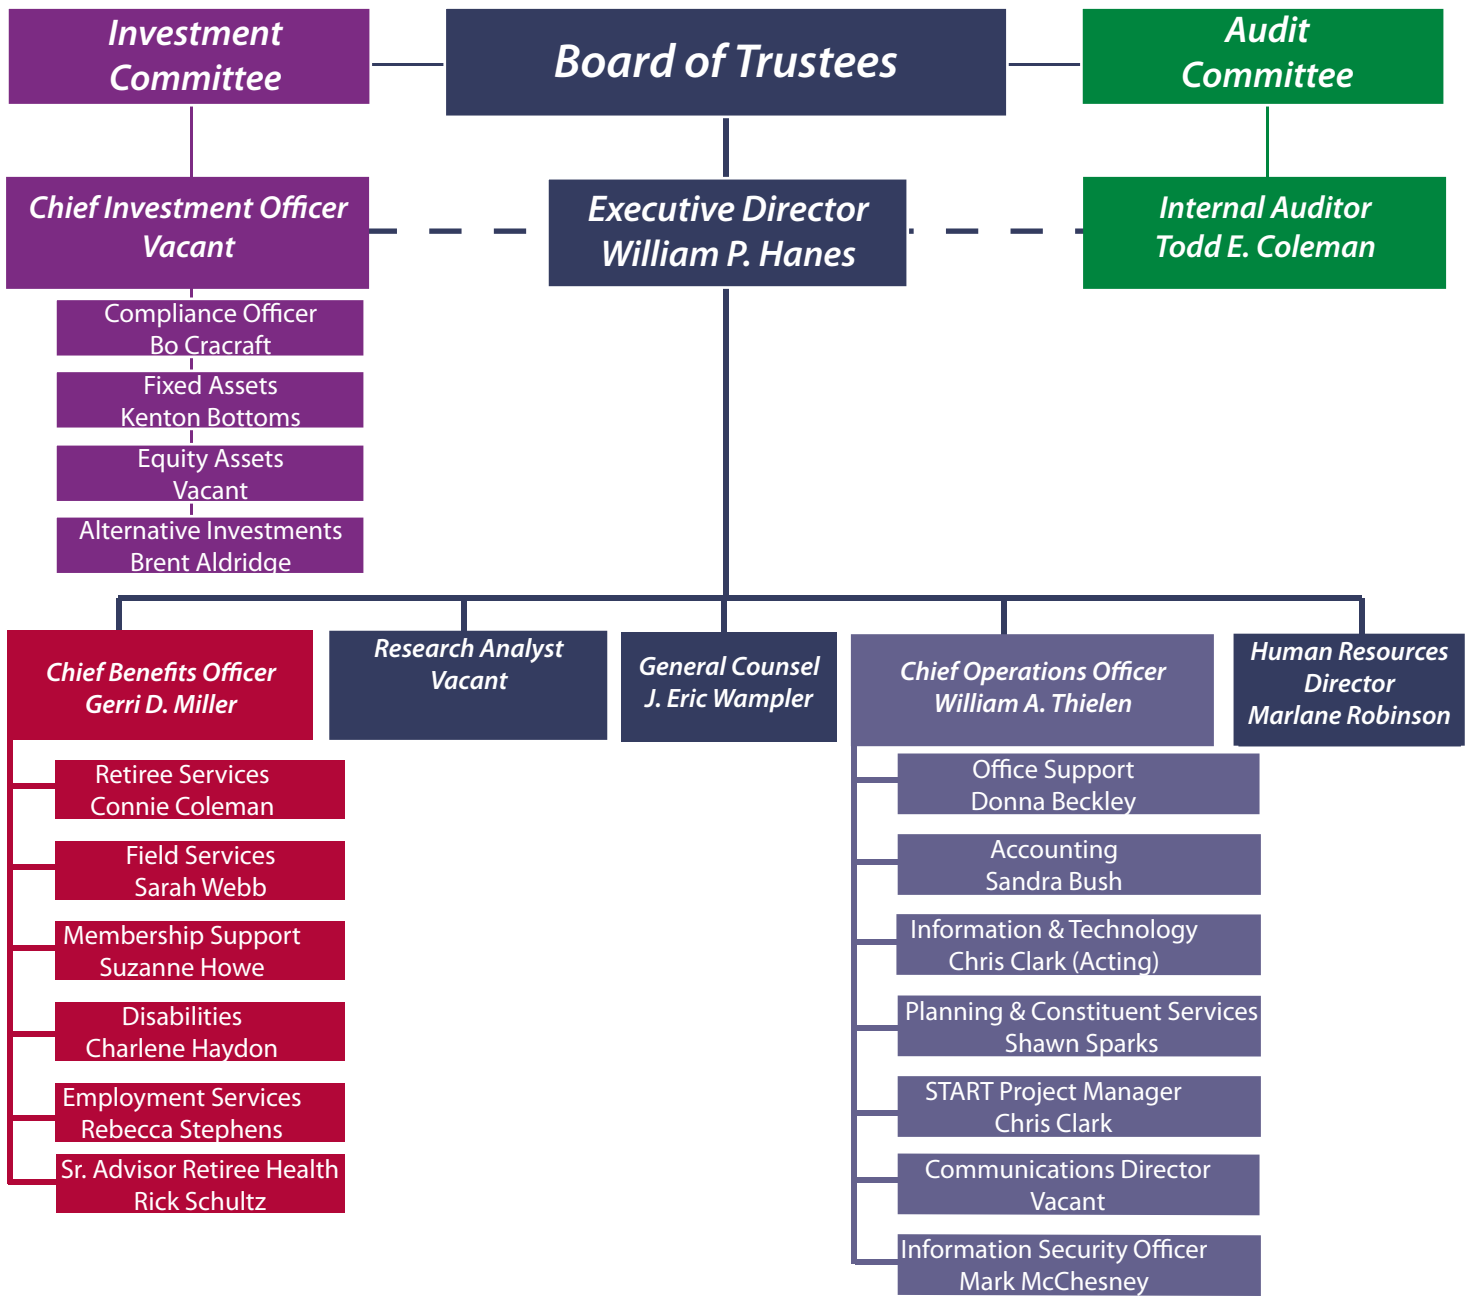 Investment
Committee
Board of Trustees
Audit
Committee
Chief Investment Officer
Vacant
Executive Director
William P. Hanes
Internal Auditor
Todd E. Coleman
Compliance Officer
Bo Cracraft
Fixed Assets
Kenton Bottoms
Equity Assets
Vacant
Alternative Investments
Brent Aldridge
Chief Benefits Officer
Gerri D. Miller
Research Analyst
Vacant
General Counsel
J. Eric Wampler
Chief Operations Officer
William A. Thielen
Human Resources
Director
Marlane Robinson
Retiree Services
Connie Coleman
Field Services
Sarah Webb
Membership Support
Suzanne Howe
Disabilities
Charlene Haydon
Employment Services
Rebecca Stephens
Sr. Advisor Retiree Health
Rick Schultz
Office Support
Donna Beckley
Accounting
Sandra Bush
Information & Technology
Chris Clark (Acting)
Planning & Constituent Services
Shawn Sparks
START Project Manager
Chris Clark
Communications Director
Vacant
Information Security Officer
Mark McChesney